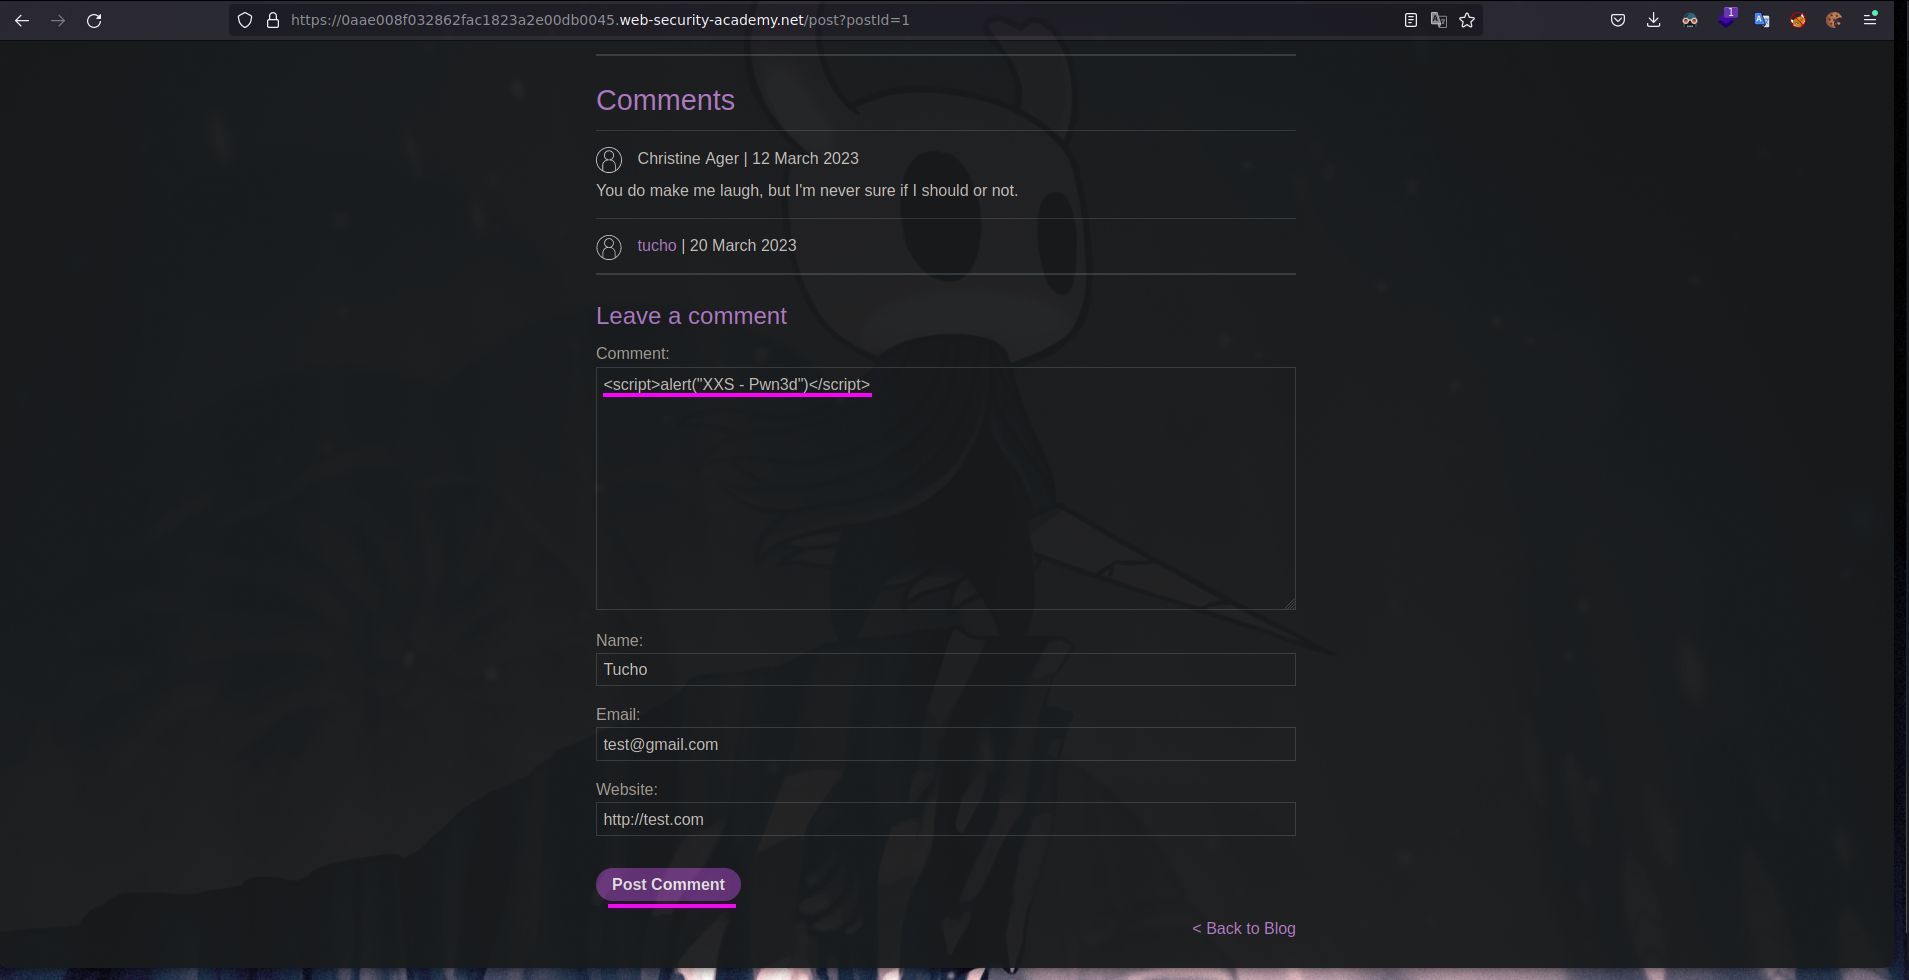 https://0aae008f032862fac1823a2e00db0045.web-security-academy.net/post?postId=1
1
Comments
Christine Ager | 12 March 2023
You do make me laugh, but I'm never sure if I should or not.
tucho | 20 March 2023
Leave a comment
Comment:
<script>alert("XXS - Pwn3d")</script>
Name:
Tucho
Email:
test@gmail.com
Website:
http://test.com
Post Comment
< Back to Blog